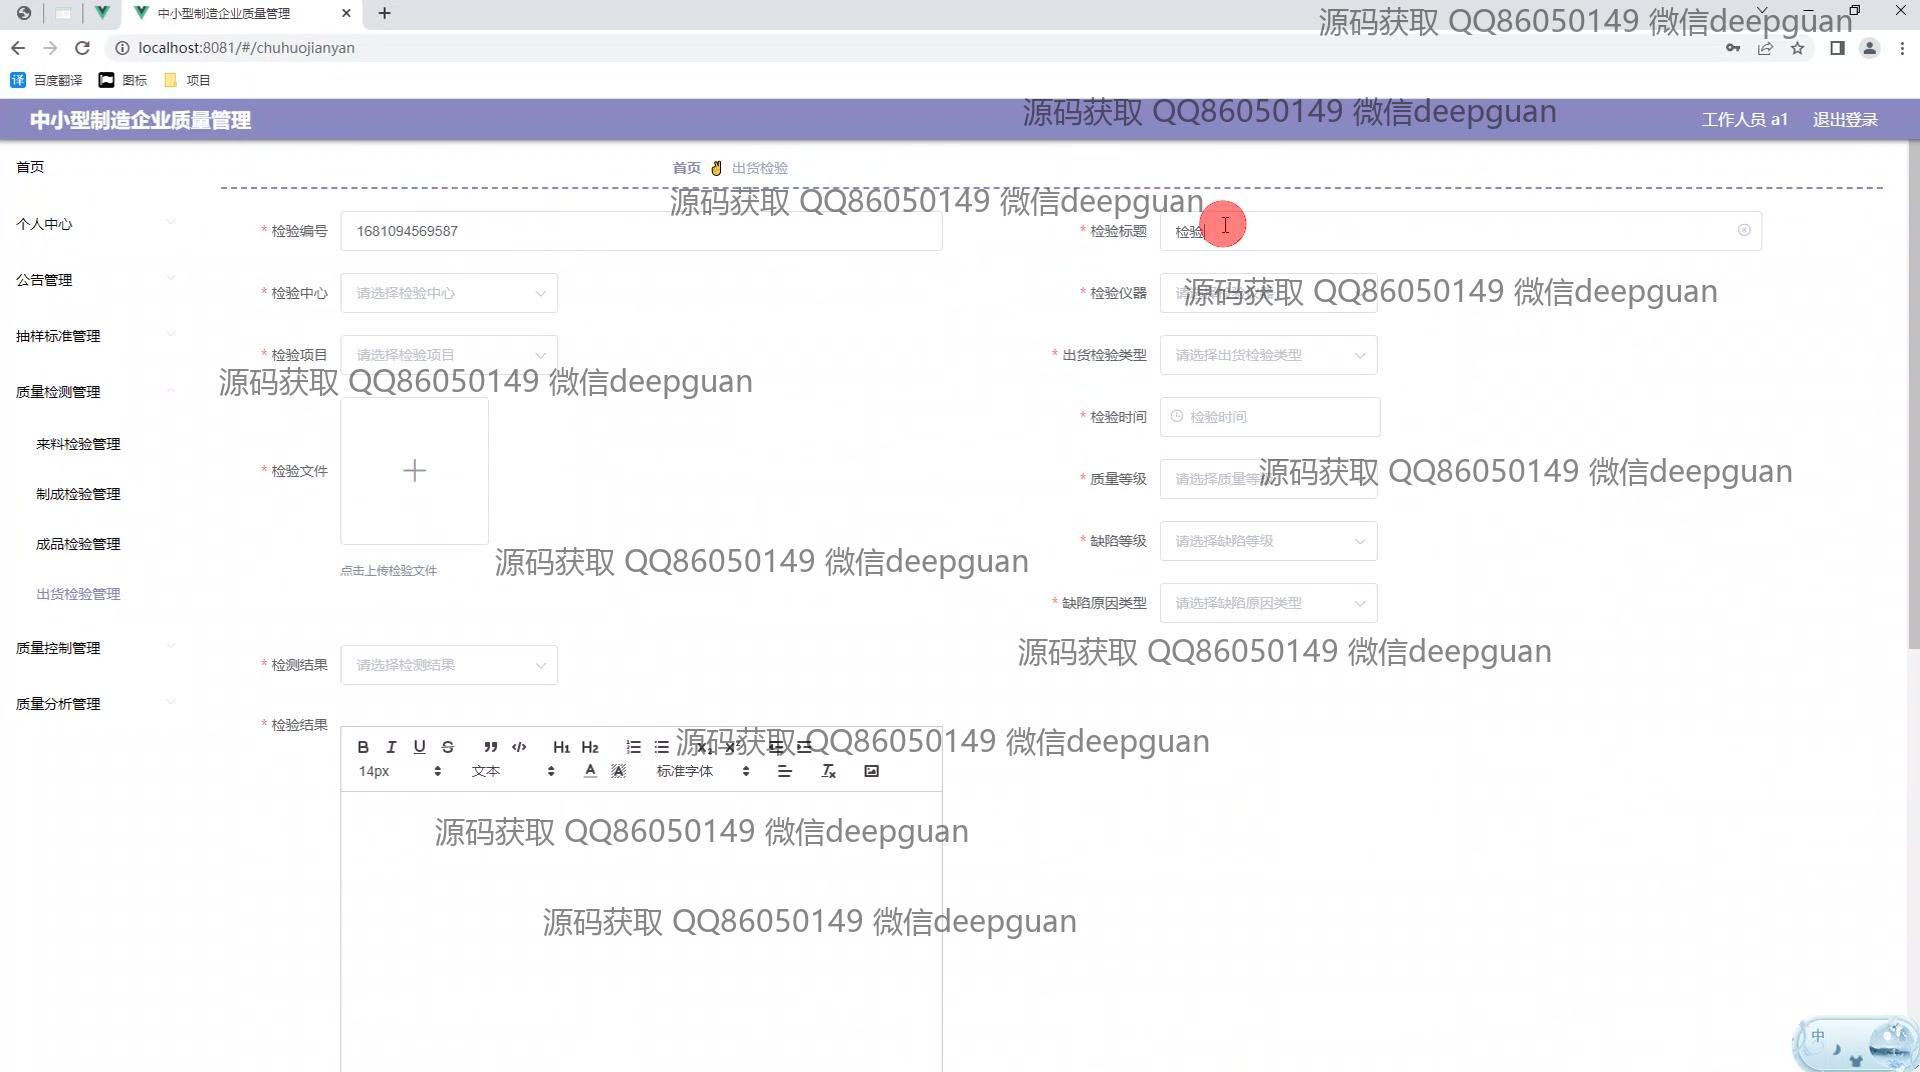 中小型制造企业质量管理
源码获取 QQ86050149 微信deepguan
localhost:8081/#/chuhuojianyan
百度翻译 图标 项目
中小型制造企业质量管理
源码获取 QQ86050149 微信deepguan
工作人员 a1 退出登录
首页
首页 出货检验
源码获取 QQ86050149 微信deepguan
个人中心
* 检验编号 1681094569587
* 检验标题 检验
公告管理
* 检验中心 请选择检验中心
* 检验仪器
源码获取 QQ86050149 微信deepguan
抽样标准管理
* 检验项目 请选择检验项目
* 出货检验类型 请选择出货检验类型
源码获取 QQ86050149 微信deepguan
质量检测管理
* 检验时间 检验时间
来料检验管理
* 检验文件
* 质量等级 请选择质量等级
源码获取 QQ86050149 微信deepguan
制成检验管理
成品检验管理
* 缺陷等级 请选择缺陷等级
源码获取 QQ86050149 微信deepguan
点击上传检验文件
出货检验管理
* 缺陷原因类型 请选择缺陷原因类型
质量控制管理
源码获取 QQ86050149 微信deepguan
* 检测结果 请选择检测结果
质量分析管理
* 检验结果
B I U S ” </> H1 H2
源码获取 QQ86050149 微信deepguan
14px 文本 A A 标准字体 Tx
源码获取 QQ86050149 微信deepguan
源码获取 QQ86050149 微信deepguan
中